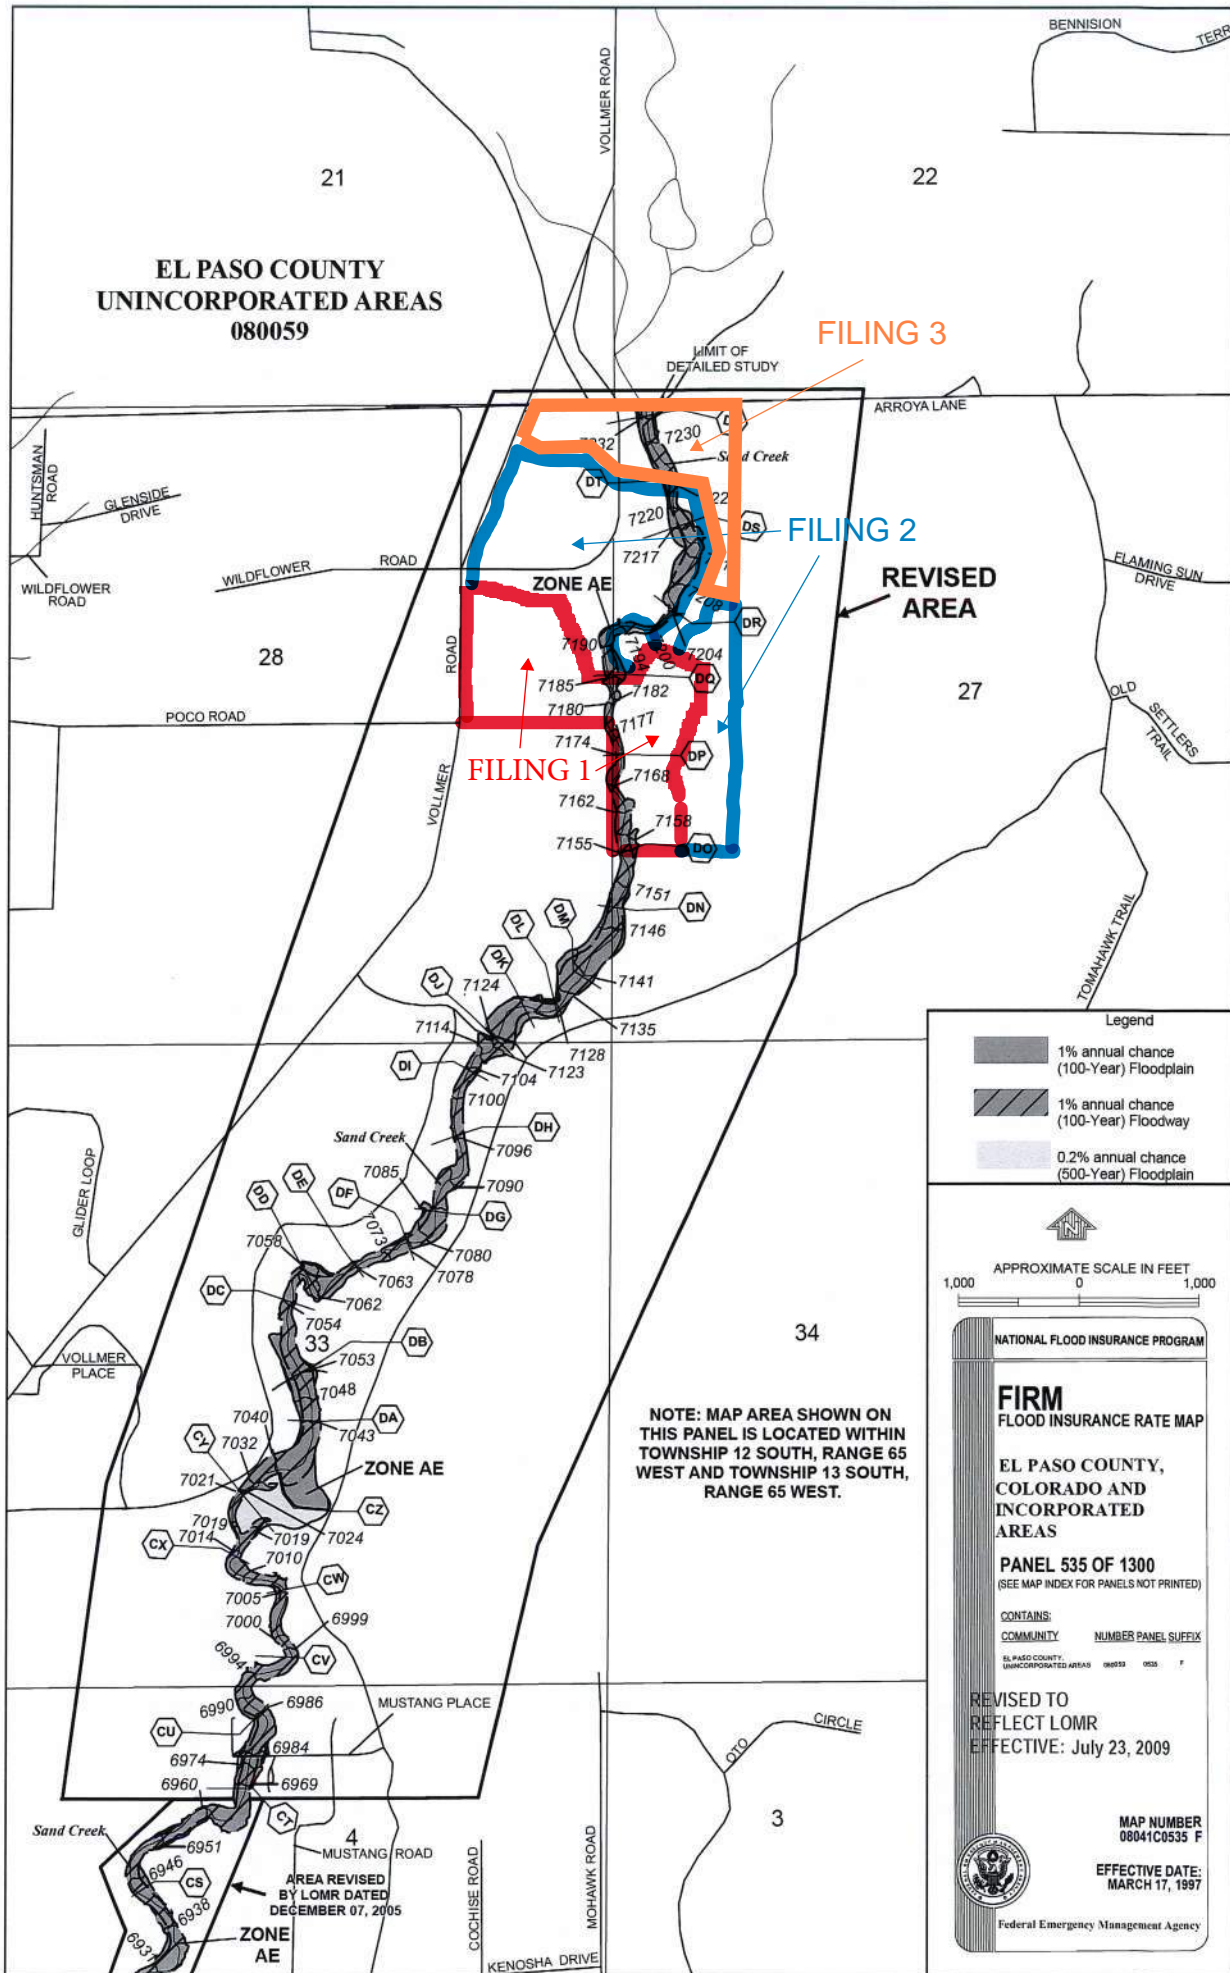 BENNISION
TERR
VOLLMER ROAD
21
22
EL PASO COUNTY
UNINCORPORATED AREAS
080059
FILING 3
LIMIT OF
DETAILED STUDY
ARROYA LANE
7230
7232
Sand Creek
HUNTSMAN
ROAD
GLENSIDE
DRIVE
DT
7220
DS
FILING 2
7217
WILDFLOWER
ROAD
WILDFLOWER
ROAD
ZONE AE
REVISED
AREA
FLAMING SUN
DRIVE
7208
DR
7190
7194
7200
7204
28
ROAD
7185
7182
DQ
27
OLD
SETTLERS
TRAIL
7180
7177
POCO ROAD
7174
DP
FILING 1
7168
VOLLMER
7162
7158
7155
DO
7151
DN
7146
DM
DL
DK
DJ
7124
7141
TOMAHAWK TRAIL
7114
7135
7128
7123
DI
7104
7100
Legend
1% annual chance
(100-Year) Floodplain
1% annual chance
(100-Year) Floodway
0.2% annual chance
(500-Year) Floodplain
DH
Sand Creek
7096
GLIDER LOOP
7085
7090
DE
DF
DD
DG
7073
7058
7080
7078
7063
DC
7062
7054
33
34
APPROXIMATE SCALE IN FEET
1,000 0 1,000
DB
VOLLMER
PLACE
7053
7048
7040
DA
7043
CY
7032
ZONE AE
7021
CZ
7019
7019
7024
7014
CX
7010
CW
7005
7000
6999
6994
CV
NOTE: MAP AREA SHOWN ON
THIS PANEL IS LOCATED WITHIN
TOWNSHIP 12 SOUTH, RANGE 65
WEST AND TOWNSHIP 13 SOUTH,
RANGE 65 WEST.
NATIONAL FLOOD INSURANCE PROGRAM
FIRM
FLOOD INSURANCE RATE MAP
EL PASO COUNTY,
COLORADO AND
INCORPORATED
AREAS
PANEL 535 OF 1300
(SEE MAP INDEX FOR PANELS NOT PRINTED)
CONTAINS:
COMMUNITY NUMBER PANEL SUFFIX
EL PASO COUNTY,
UNINCORPORATED AREAS 080059 0535 F
REVISED TO
REFLECT LOMR
EFFECTIVE: July 23, 2009
MAP NUMBER
08041C0535 F
EFFECTIVE DATE:
MARCH 17, 1997
Federal Emergency Management Agency
6990
6986
MUSTANG PLACE
CU
6984
6974
6960
6969
CT
CIRCLE
OTO
3
4
Sand Creek
6951
MUSTANG ROAD
6946
CS
AREA REVISED
BY LOMR DATED
DECEMBER 07, 2005
6938
6931
ZONE
AE
COCHISE ROAD
MOHAWK ROAD
KENOSHA DRIVE